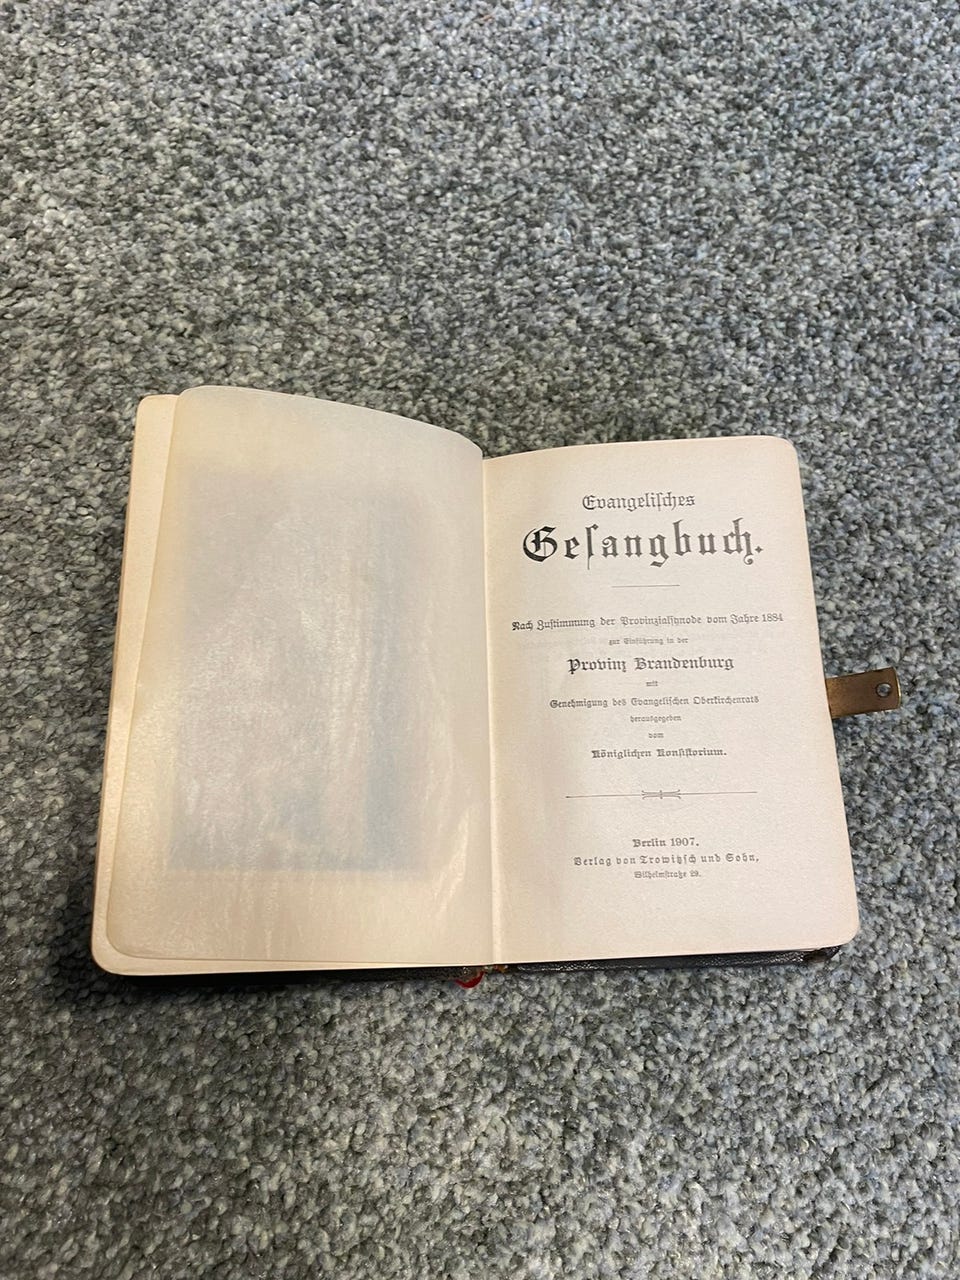 Evangeliſches
Geſangbuch.
Nach Zuſtimmung der Provinzialſynode vom Jahre 1884
zur Einführung in der
Provinz Brandenburg
mit
Genehmigung des Evangeliſchen Oberkirchenrats
herausgegeben
vom
Königlichen Konſiſtorium.
Berlin 1907.
Verlag von Trowitzſch und Sohn,
Wilhelmſtraße 29.